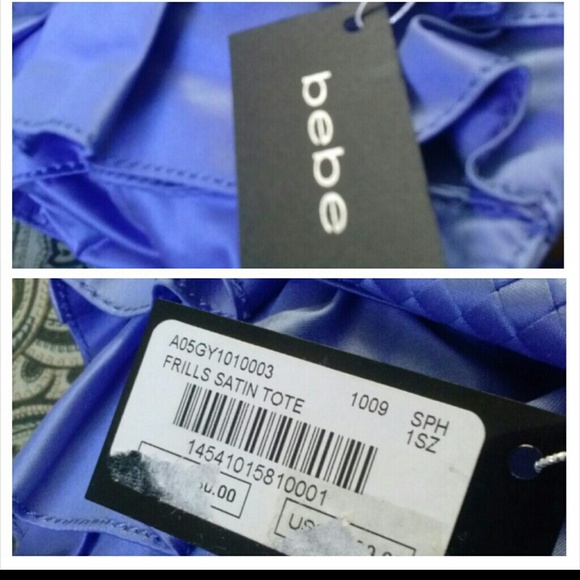 bebe
A05GY1010003
FRILLS SATIN TOTE
1009 SPH
1SZ
14541015810001